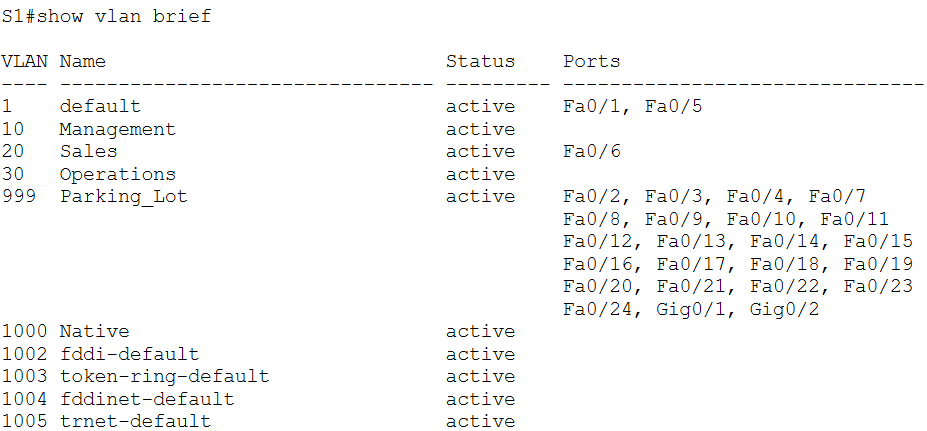 S1#show vlan brief
VLAN Name                             Status    Ports
---- -------------------------------- --------- -------------------------------
1    default                          active    Fa0/1, Fa0/5
10   Management                       active
20   Sales                            active    Fa0/6
30   Operations                       active
999  Parking_Lot                      active    Fa0/2, Fa0/3, Fa0/4, Fa0/7
                                                Fa0/8, Fa0/9, Fa0/10, Fa0/11
                                                Fa0/12, Fa0/13, Fa0/14, Fa0/15
                                                Fa0/16, Fa0/17, Fa0/18, Fa0/19
                                                Fa0/20, Fa0/21, Fa0/22, Fa0/23
                                                Fa0/24, Gig0/1, Gig0/2
1000 Native                           active
1002 fddi-default                     active
1003 token-ring-default               active
1004 fddinet-default                  active
1005 trnet-default                    active